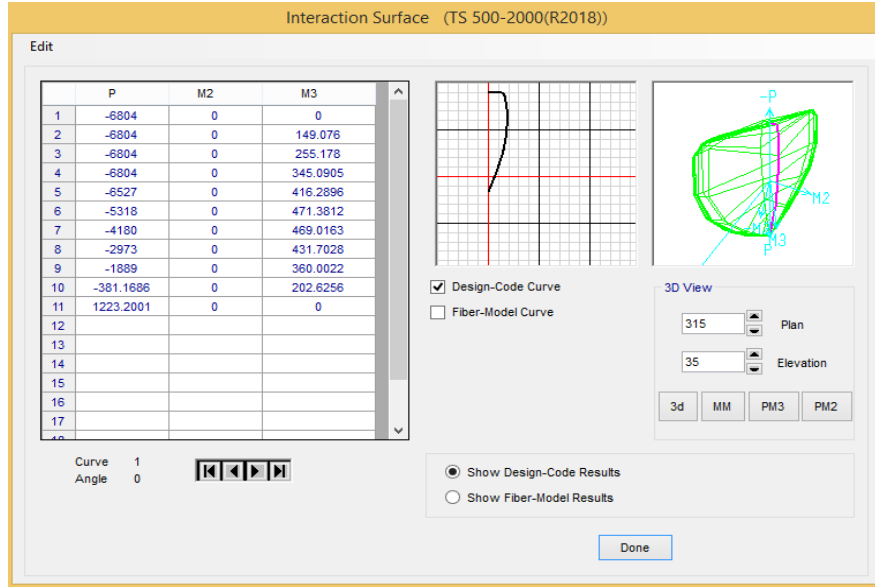 Interaction Surface (TS 500-2000(R2018))
Edit
P M2 M3
1 -6804 0 0
2 -6804 0 149.076
3 -6804 0 255.178
4 -6804 0 345.0905
5 -6527 0 416.2896
6 -5318 0 471.3812
7 -4180 0 469.0163
8 -2973 0 431.7028
9 -1889 0 360.0022
10 -381.1686 0 202.6256
11 1223.2001 0 0
12
13
14
15
16
17
Curve 1
Angle 0
-P
M2
M3
P
Design-Code Curve
Fiber-Model Curve
3D View
315 Plan
35 Elevation
3d MM PM3 PM2
Show Design-Code Results
Show Fiber-Model Results
Done